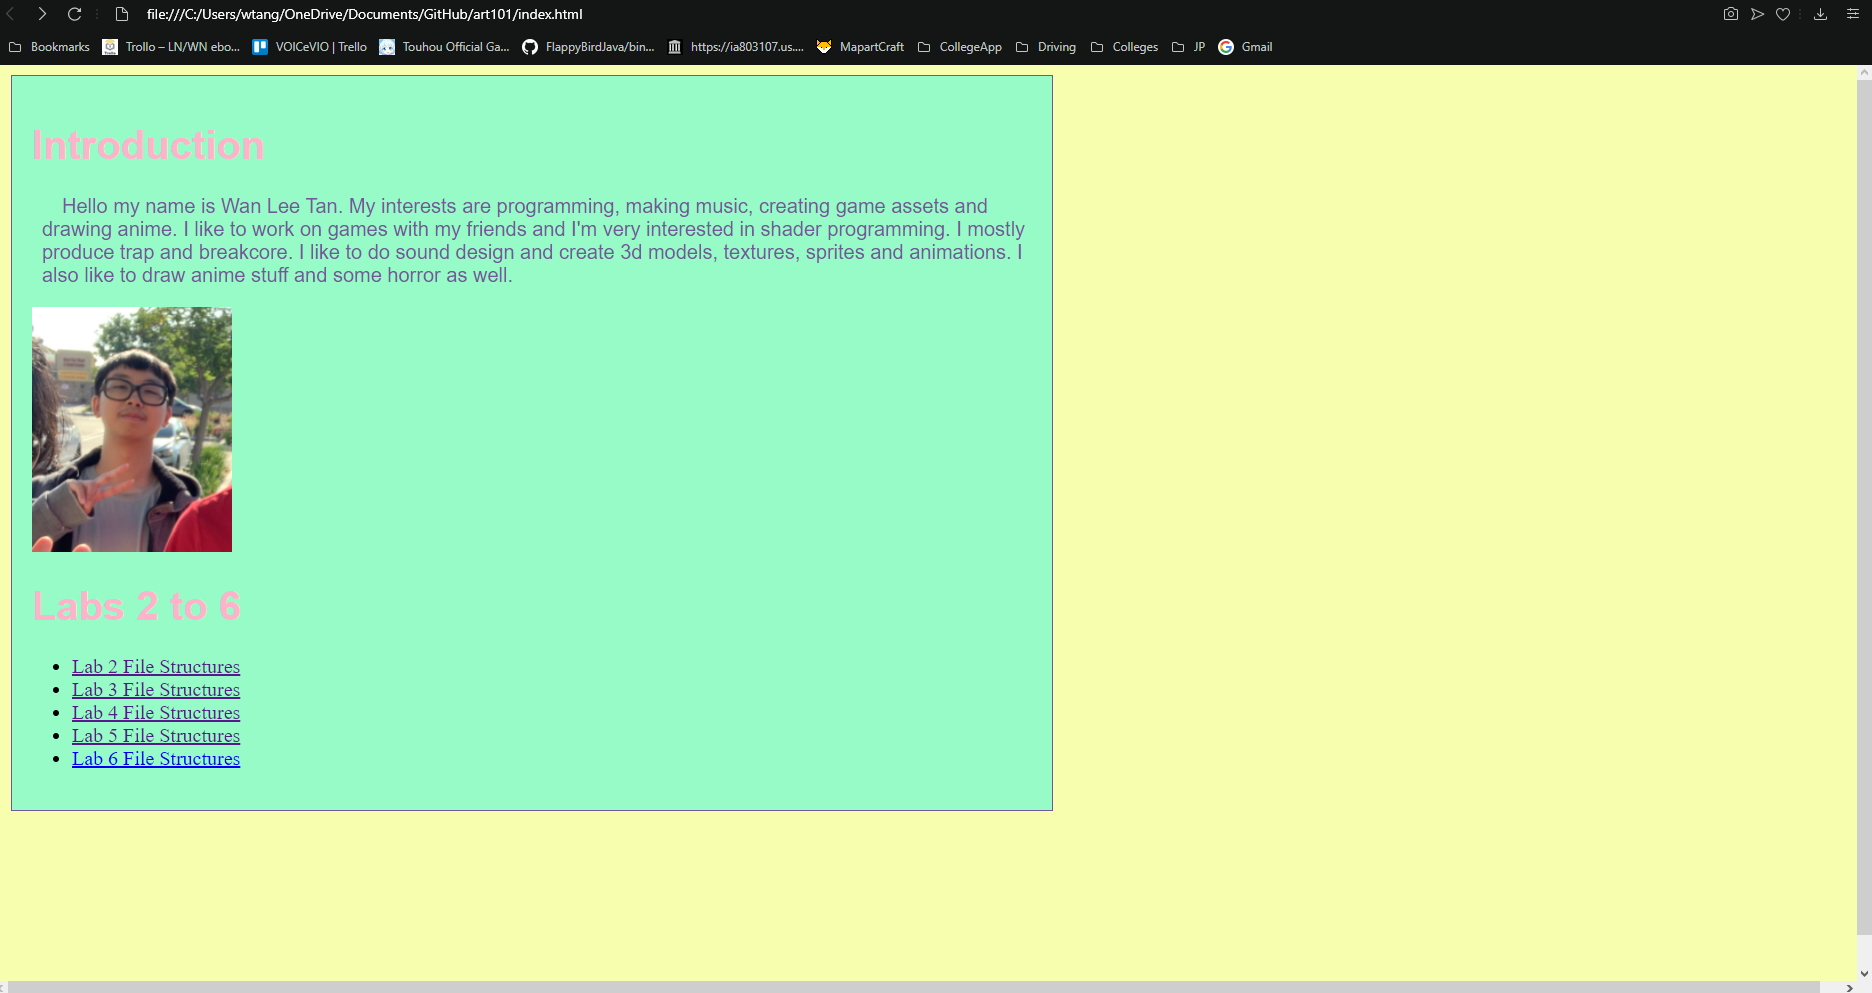 file:///C:/Users/wtang/OneDrive/Documents/GitHub/art101/index.html
Bookmarks Trollo – LN/WN ebo... VOICeVIO | Trello Touhou Official Ga... FlappyBirdJava/bin... https://ia803107.us.... MapartCraft CollegeApp Driving Colleges JP Gmail
Introduction
Hello my name is Wan Lee Tan. My interests are programming, making music, creating game assets and
drawing anime. I like to work on games with my friends and I'm very interested in shader programming. I mostly
produce trap and breakcore. I like to do sound design and create 3d models, textures, sprites and animations. I
also like to draw anime stuff and some horror as well.
Labs 2 to 6
Lab 2 File Structures
Lab 3 File Structures
Lab 4 File Structures
Lab 5 File Structures
Lab 6 File Structures